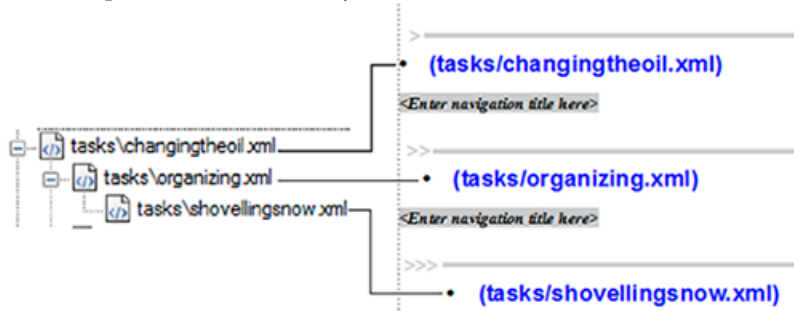 >
• (tasks/changingtheoil.xml)
<Enter navigation title here>
tasks\changingtheoil.xml
>>
tasks\organizing.xml
• (tasks/organizing.xml)
tasks\shovellingsnow.xml
<Enter navigation title here>
>>>
• (tasks/shovellingsnow.xml)